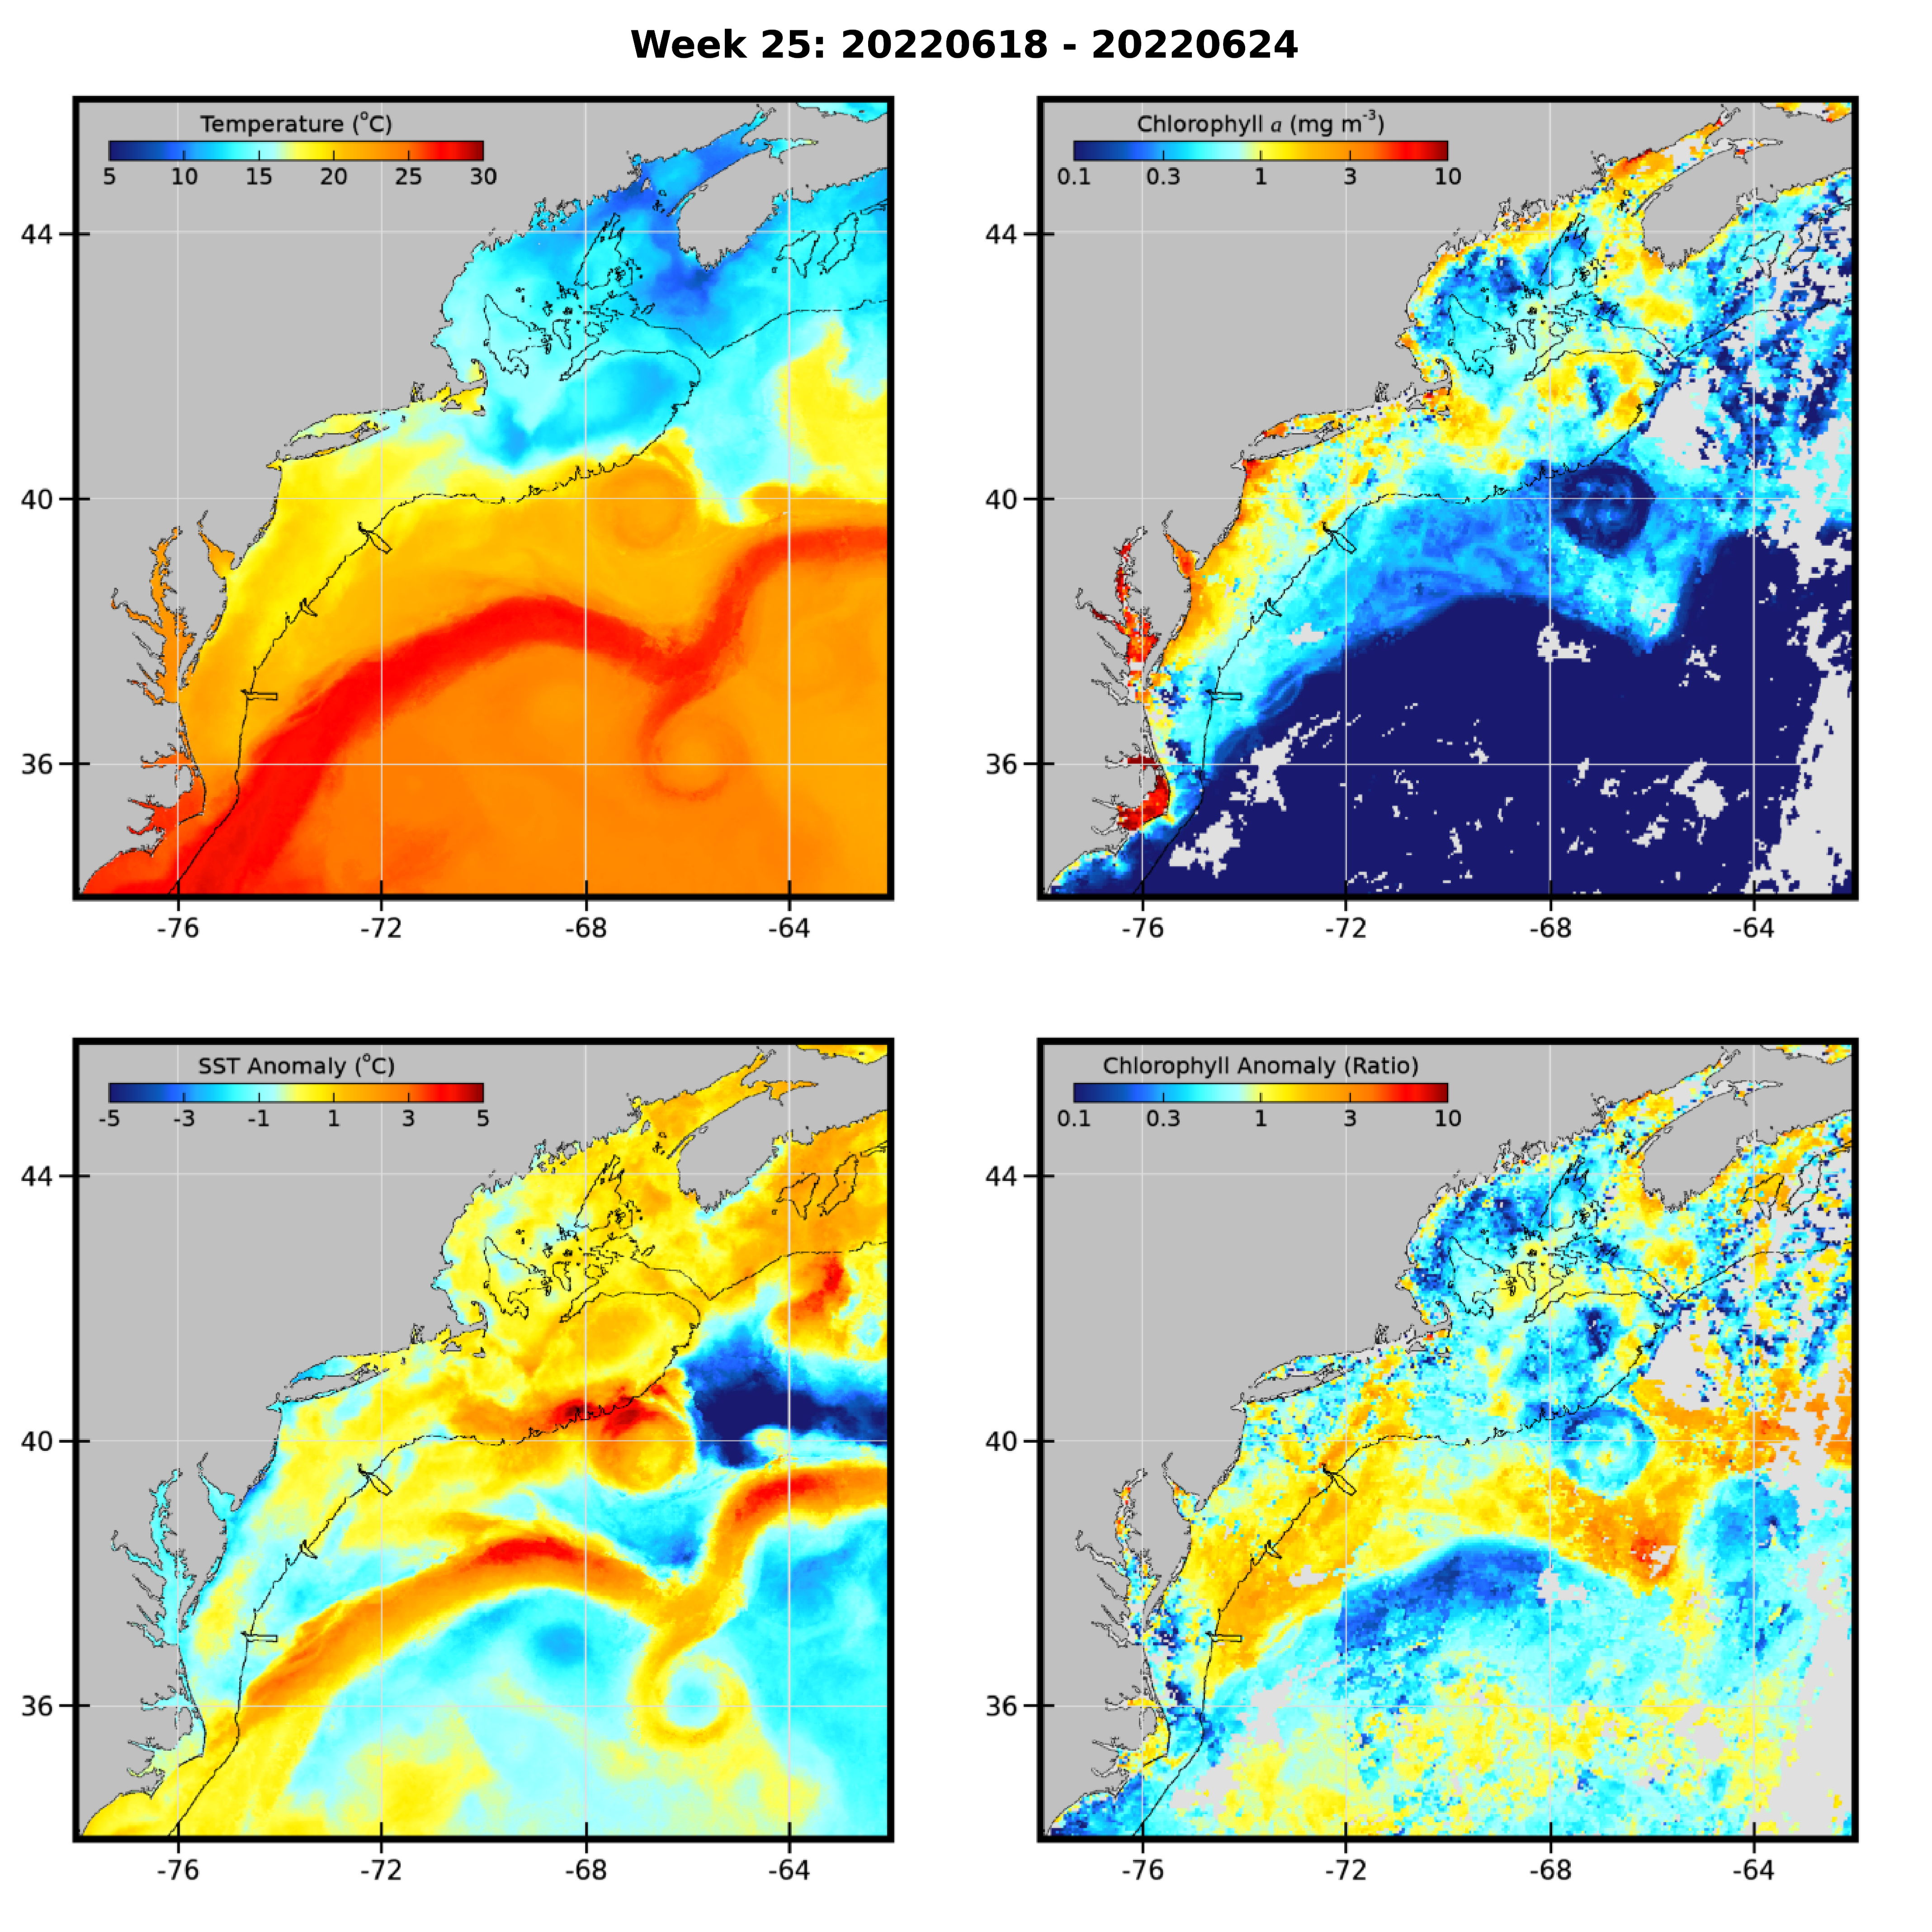 Week 25: 20220618 - 20220624
Temperature (°C)
5 10 15 20 25 30
44
40
36
-76 -72 -68 -64
Chlorophyll a (mg m⁻³)
0.1 0.3 1 3 10
44
40
36
-76 -72 -68 -64
SST Anomaly (°C)
-5 -3 -1 1 3 5
44
40
36
-76 -72 -68 -64
Chlorophyll Anomaly (Ratio)
0.1 0.3 1 3 10
44
40
36
-76 -72 -68 -64